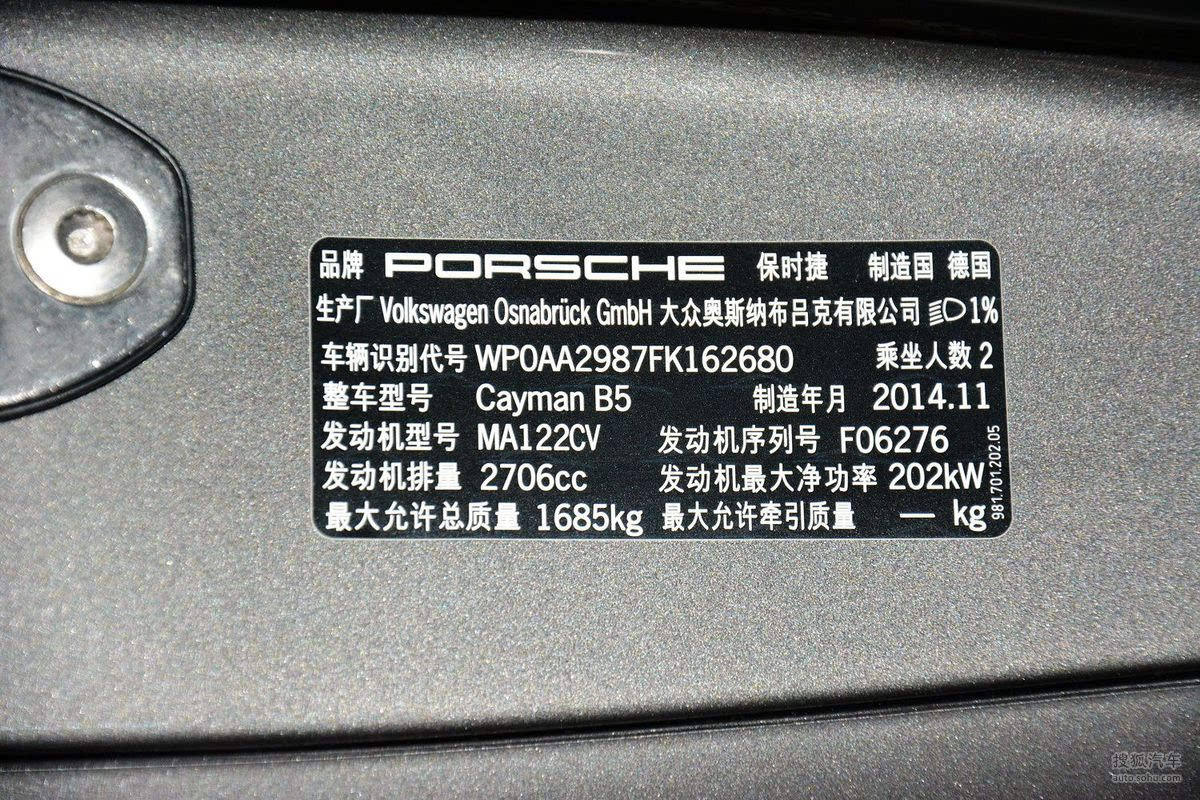 品牌 PORSCHE 保时捷 制造国 德国
生产厂 Volkswagen Osnabrück GmbH 大众奥斯纳布吕克有限公司 1%
车辆识别代号 WP0AA2987FK162680 乘坐人数 2
整车型号 Cayman B5 制造年月 2014.11
发动机型号 MA122CV 发动机序列号 F06276
发动机排量 2706cc 发动机最大净功率 202kW
最大允许总质量 1685kg 最大允许牵引质量 — kg
981.701.202.05
搜狐汽车
auto.sohu.com